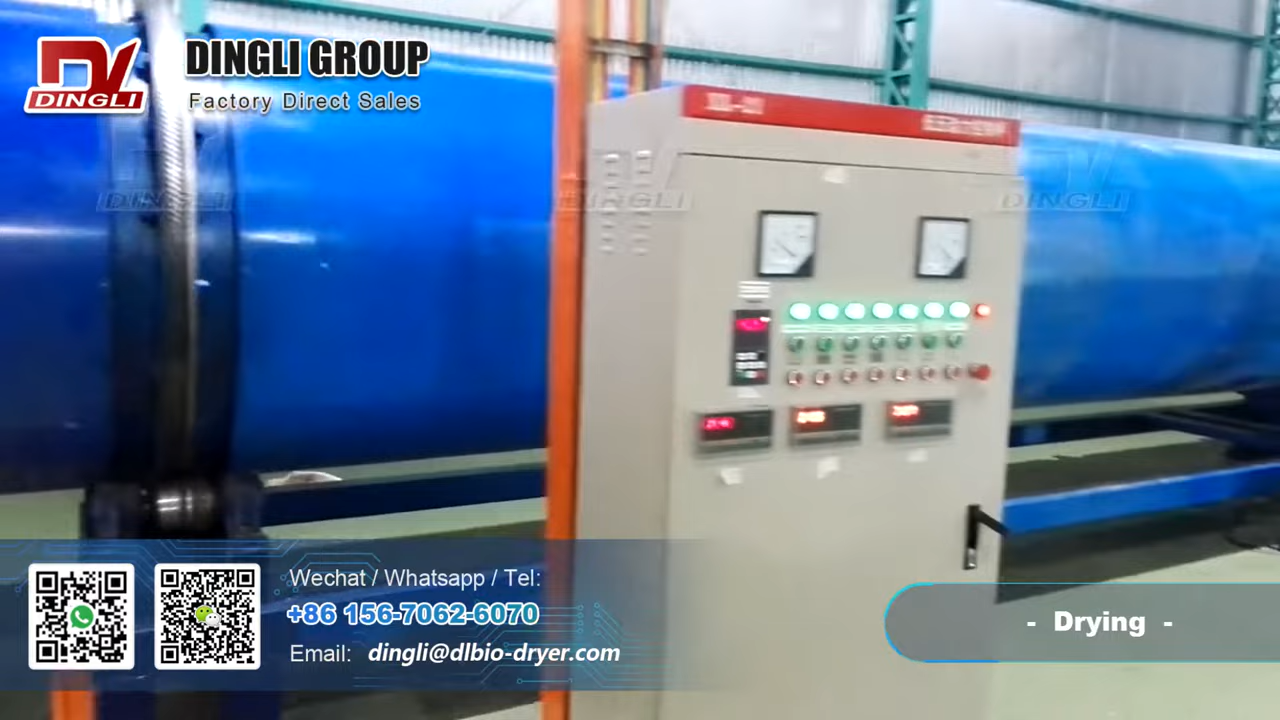 DINGLI
DINGLI GROUP
Factory Direct Sales
DINGLI
DINGLI
DINGLI
Wechat / Whatsapp / Tel:
+86 156-7062-6070
Email: dingli@dlbio-dryer.com
- Drying -